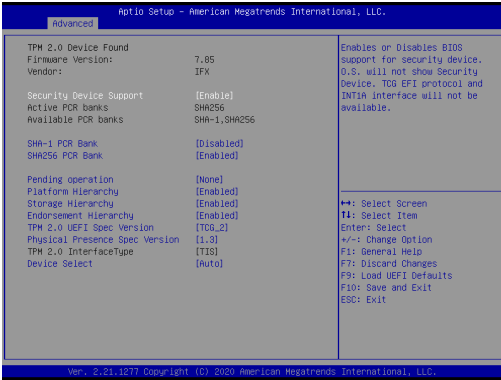 Aptio Setup – American Megatrends International, LLC.
Advanced
TPM 2.0 Device Found
Firmware Version: 7.85
Vendor: IFX
Security Device Support [Enable]
Active PCR banks SHA256
Available PCR banks SHA-1,SHA256
SHA-1 PCR Bank [Disabled]
SHA256 PCR Bank [Enabled]
Pending operation [None]
Platform Hierarchy [Enabled]
Storage Hierarchy [Enabled]
Endorsement Hierarchy [Enabled]
TPM 2.0 UEFI Spec Version [TCG_2]
Physical Presence Spec Version [1.3]
TPM 2.0 InterfaceType [TIS]
Device Select [Auto]
Enables or Disables BIOS
support for security device.
O.S. will not show Security
Device. TCG EFI protocol and
INT1A interface will not be
available.
↔: Select Screen
↑↓: Select Item
Enter: Select
+/-: Change Option
F1: General Help
F7: Discard Changes
F9: Load UEFI Defaults
F10: Save and Exit
ESC: Exit
Ver. 2.21.1277 Copyright (C) 2020 American Megatrends International, LLC.